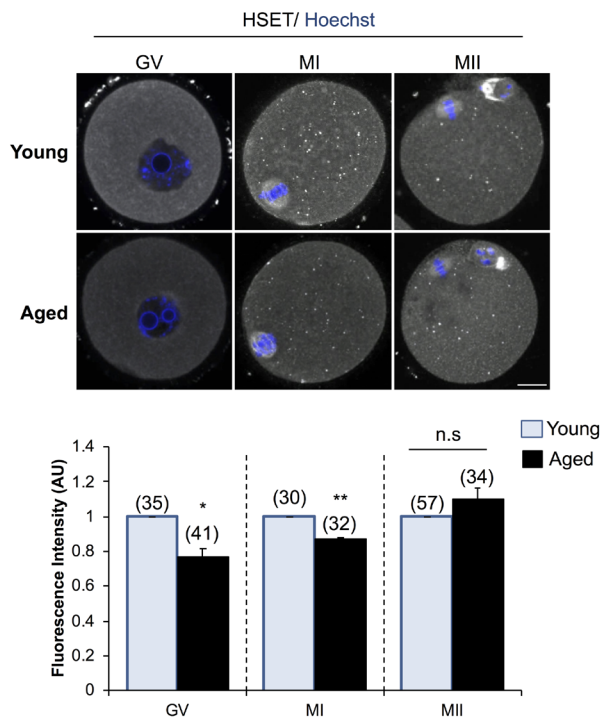 HSET/ Hoechst
GV MI MII
Young
Aged
n.s
Young
Aged
Fluorescence Intensity (AU)
1.4
1.2
1
0.8
0.6
0.4
0.2
0
(35) * (41)
(30) ** (32)
(57) (34)
GV MI MII